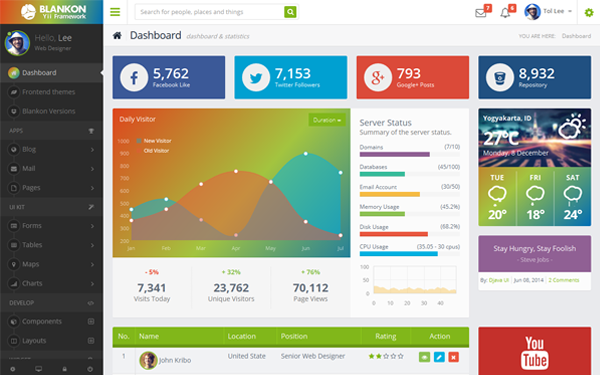 BLANKON
Yii Framework
Search for people, places and things
7
6
Toi Lee
Hello, Lee
Web Designer
Dashboard dashboard & statistics
YOU ARE HERE: Dashboard
Dashboard
Frontend themes
Blankon Versions
APPS
Blog
Mail
Pages
UI KIT
Forms
Tables
Maps
Charts
DEVELOP
Components
Layouts
5,762
Facebook Like
7,153
Twitter Followers
793
Google+ Posts
8,932
Repository
Daily Visitor
Duration
New Visitor
Old Visitor
1000
900
800
700
600
500
400
300
200
Jan Feb Mar Apr May Jun Jul
- 5%
7,341
Visits Today
+ 32%
23,762
Unique Visitors
+ 76%
70,112
Page Views
Server Status
Summary of the server status.
Domains (7/10)
Databases (45/100)
Email Account (30/50)
Memory Usage (45.2%)
Disk Usage (68.2%)
CPU Usage (35.05 - 30 cpus)
20
0
0 10 20 30 40
Yogyakarta, ID
27°C
Monday, 8 December
TUE FRI SAT
20° 18° 24°
Stay Hungry, Stay Foolish
- Steve Jobs -
By: Djava UI | Jun 08, 2014 | 2 Comments
No. Name Location Position Rating Action
1 John Kribo United State Senior Web Designer
You
Tube